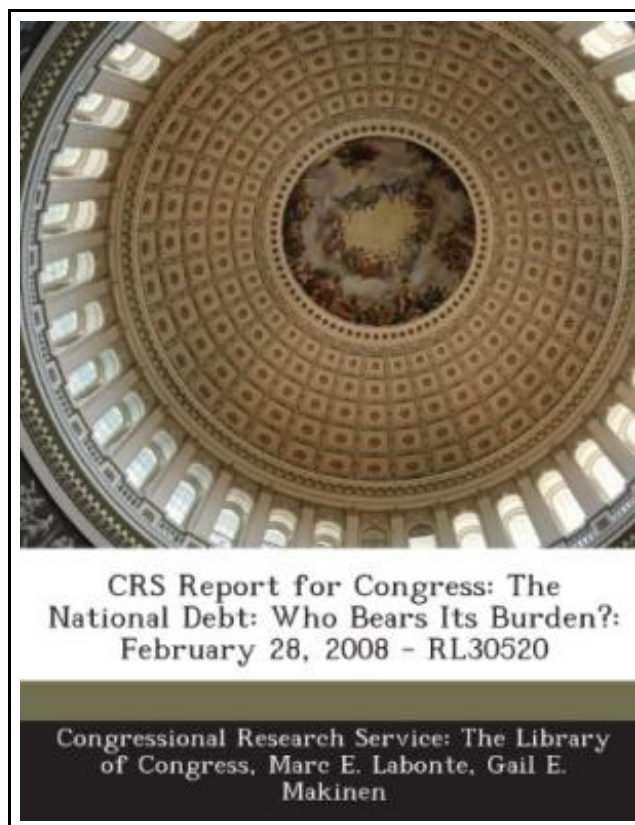 CRS Report for Congress: The
National Debt: Who Bears Its Burden?:
February 28, 2008 - RL30520
Congressional Research Service: The Library
of Congress, Marc E. Labonte, Gail E.
Makinen